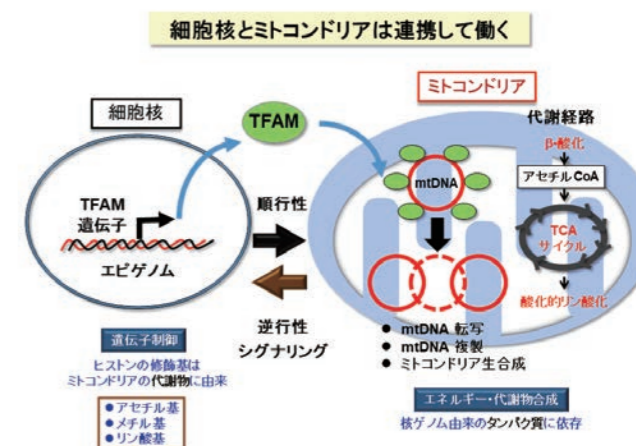 細胞核とミトコンドリアは連携して働く
細胞核
TFAM
TFAM
遺伝子
エピゲノム
順行性
逆行性
シグナリング
ミトコンドリア
mtDNA
代謝経路
β-酸化
アセチルCoA
TCA
サイクル
酸化的リン酸化
● mtDNA 転写
● mtDNA 複製
● ミトコンドリア生合成
遺伝子制御
ヒストンの修飾基は
ミトコンドリアの代謝物に由来
●アセチル基
●メチル基
●リン酸基
エネルギー・代謝物合成
核ゲノム由来のタンパク質に依存